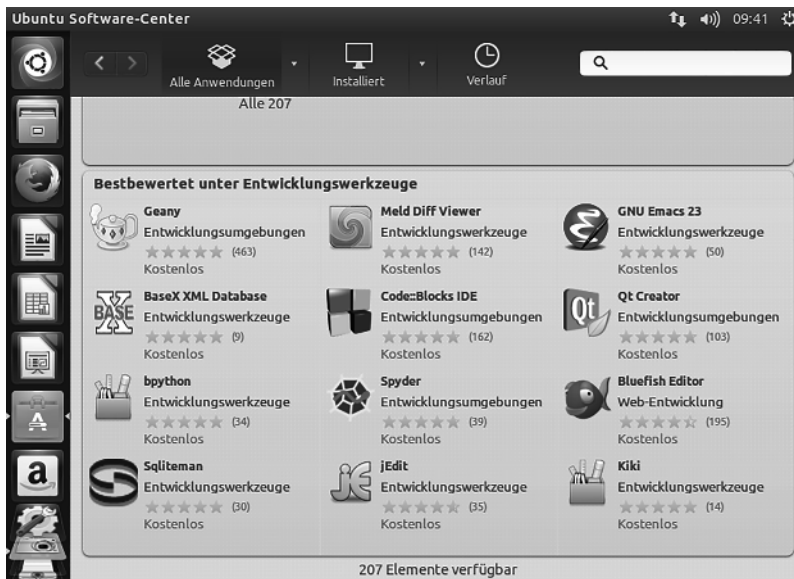 Ubuntu Software-Center
09:41
Alle Anwendungen
Installiert
Verlauf
Alle 207
Bestbewertet unter Entwicklungswerkzeuge
Geany
Entwicklungsumgebungen
(463)
Kostenlos
Meld Diff Viewer
Entwicklungswerkzeuge
(142)
Kostenlos
GNU Emacs 23
Entwicklungswerkzeuge
(50)
Kostenlos
BASE
BaseX XML Database
Entwicklungswerkzeuge
(9)
Kostenlos
Code::Blocks IDE
Entwicklungsumgebungen
(162)
Kostenlos
Qt
Qt Creator
Entwicklungsumgebungen
(103)
Kostenlos
bpython
Entwicklungswerkzeuge
(34)
Kostenlos
Spyder
Entwicklungsumgebungen
(39)
Kostenlos
Bluefish Editor
Web-Entwicklung
(195)
Kostenlos
Sqliteman
Entwicklungswerkzeuge
(30)
Kostenlos
jE
jEdit
Entwicklungswerkzeuge
(35)
Kostenlos
Kiki
Entwicklungswerkzeuge
(14)
Kostenlos
a
207 Elemente verfügbar